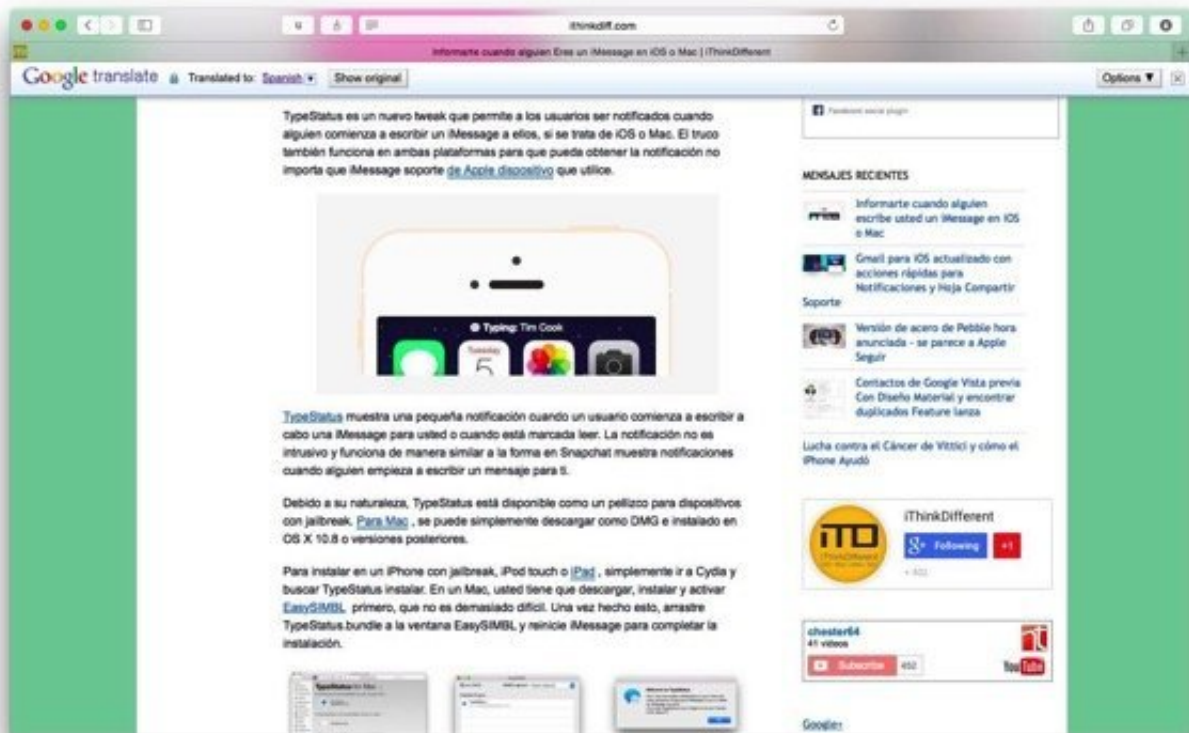 ithinkdiff.com
Informarte cuando alguien Eres un iMessage en iOS o Mac | iThinkDifferent
Google translate Translated to: Spanish Show original Options ▼
TypeStatus es un nuevo tweak que permite a los usuarios ser notificados cuando
alguien comienza a escribir un iMessage a ellos, si se trata de iOS o Mac. El truco
también funciona en ambas plataformas para que pueda obtener la notificación no
importa que iMessage soporte de Apple dispositivo que utilice.
Typing: Tim Cook
Tuesday
5
TypeStatus muestra una pequeña notificación cuando un usuario comienza a escribir a
cabo una iMessage para usted o cuando está marcada leer. La notificación no es
intrusivo y funciona de manera similar a la forma en Snapchat muestra notificaciones
cuando alguien empieza a escribir un mensaje para ti.
Debido a su naturaleza, TypeStatus está disponible como un pellizco para dispositivos
con jailbreak. Para Mac , se puede simplemente descargar como DMG e instalado en
OS X 10.8 o versiones posteriores.
Para instalar en un iPhone con jailbreak, iPod touch o iPad , simplemente ir a Cydia y
buscar TypeStatus instalar. En un Mac, usted tiene que descargar, instalar y activar
EasySIMBL primero, que no es demasiado difícil. Una vez hecho esto, arrastre
TypeStatus.bundle a la ventana EasySIMBL y reinicie iMessage para completar la
instalación.
TypeStatus for Mac
Welcome to TypeStatus
Facebook social plugin
MENSAJES RECIENTES
Informarte cuando alguien
escribe usted un iMessage en iOS
o Mac
Gmail para iOS actualizado con
acciones rápidas para
Notificaciones y Hoja Compartir
Soporte
Versión de acero de Pebble hora
anunciada - se parece a Apple
Seguir
Contactos de Google Vista previa
Con Diseño Material y encontrar
duplicados Feature lanza
Lucha contra el Cáncer de Vittici y cómo el
iPhone Ayudó
iTD
iThinkDifferent
iThinkDifferent
g+ Following +1
chester64
41 videos
Subscribe 452
YouTube
Google+